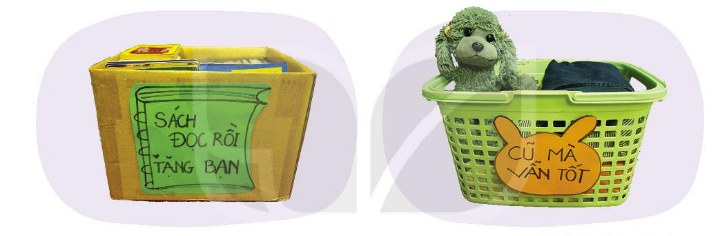 SÁCH
ĐỌC RỒI
TẶNG BẠN
CŨ MÀ
VẪN TỐT